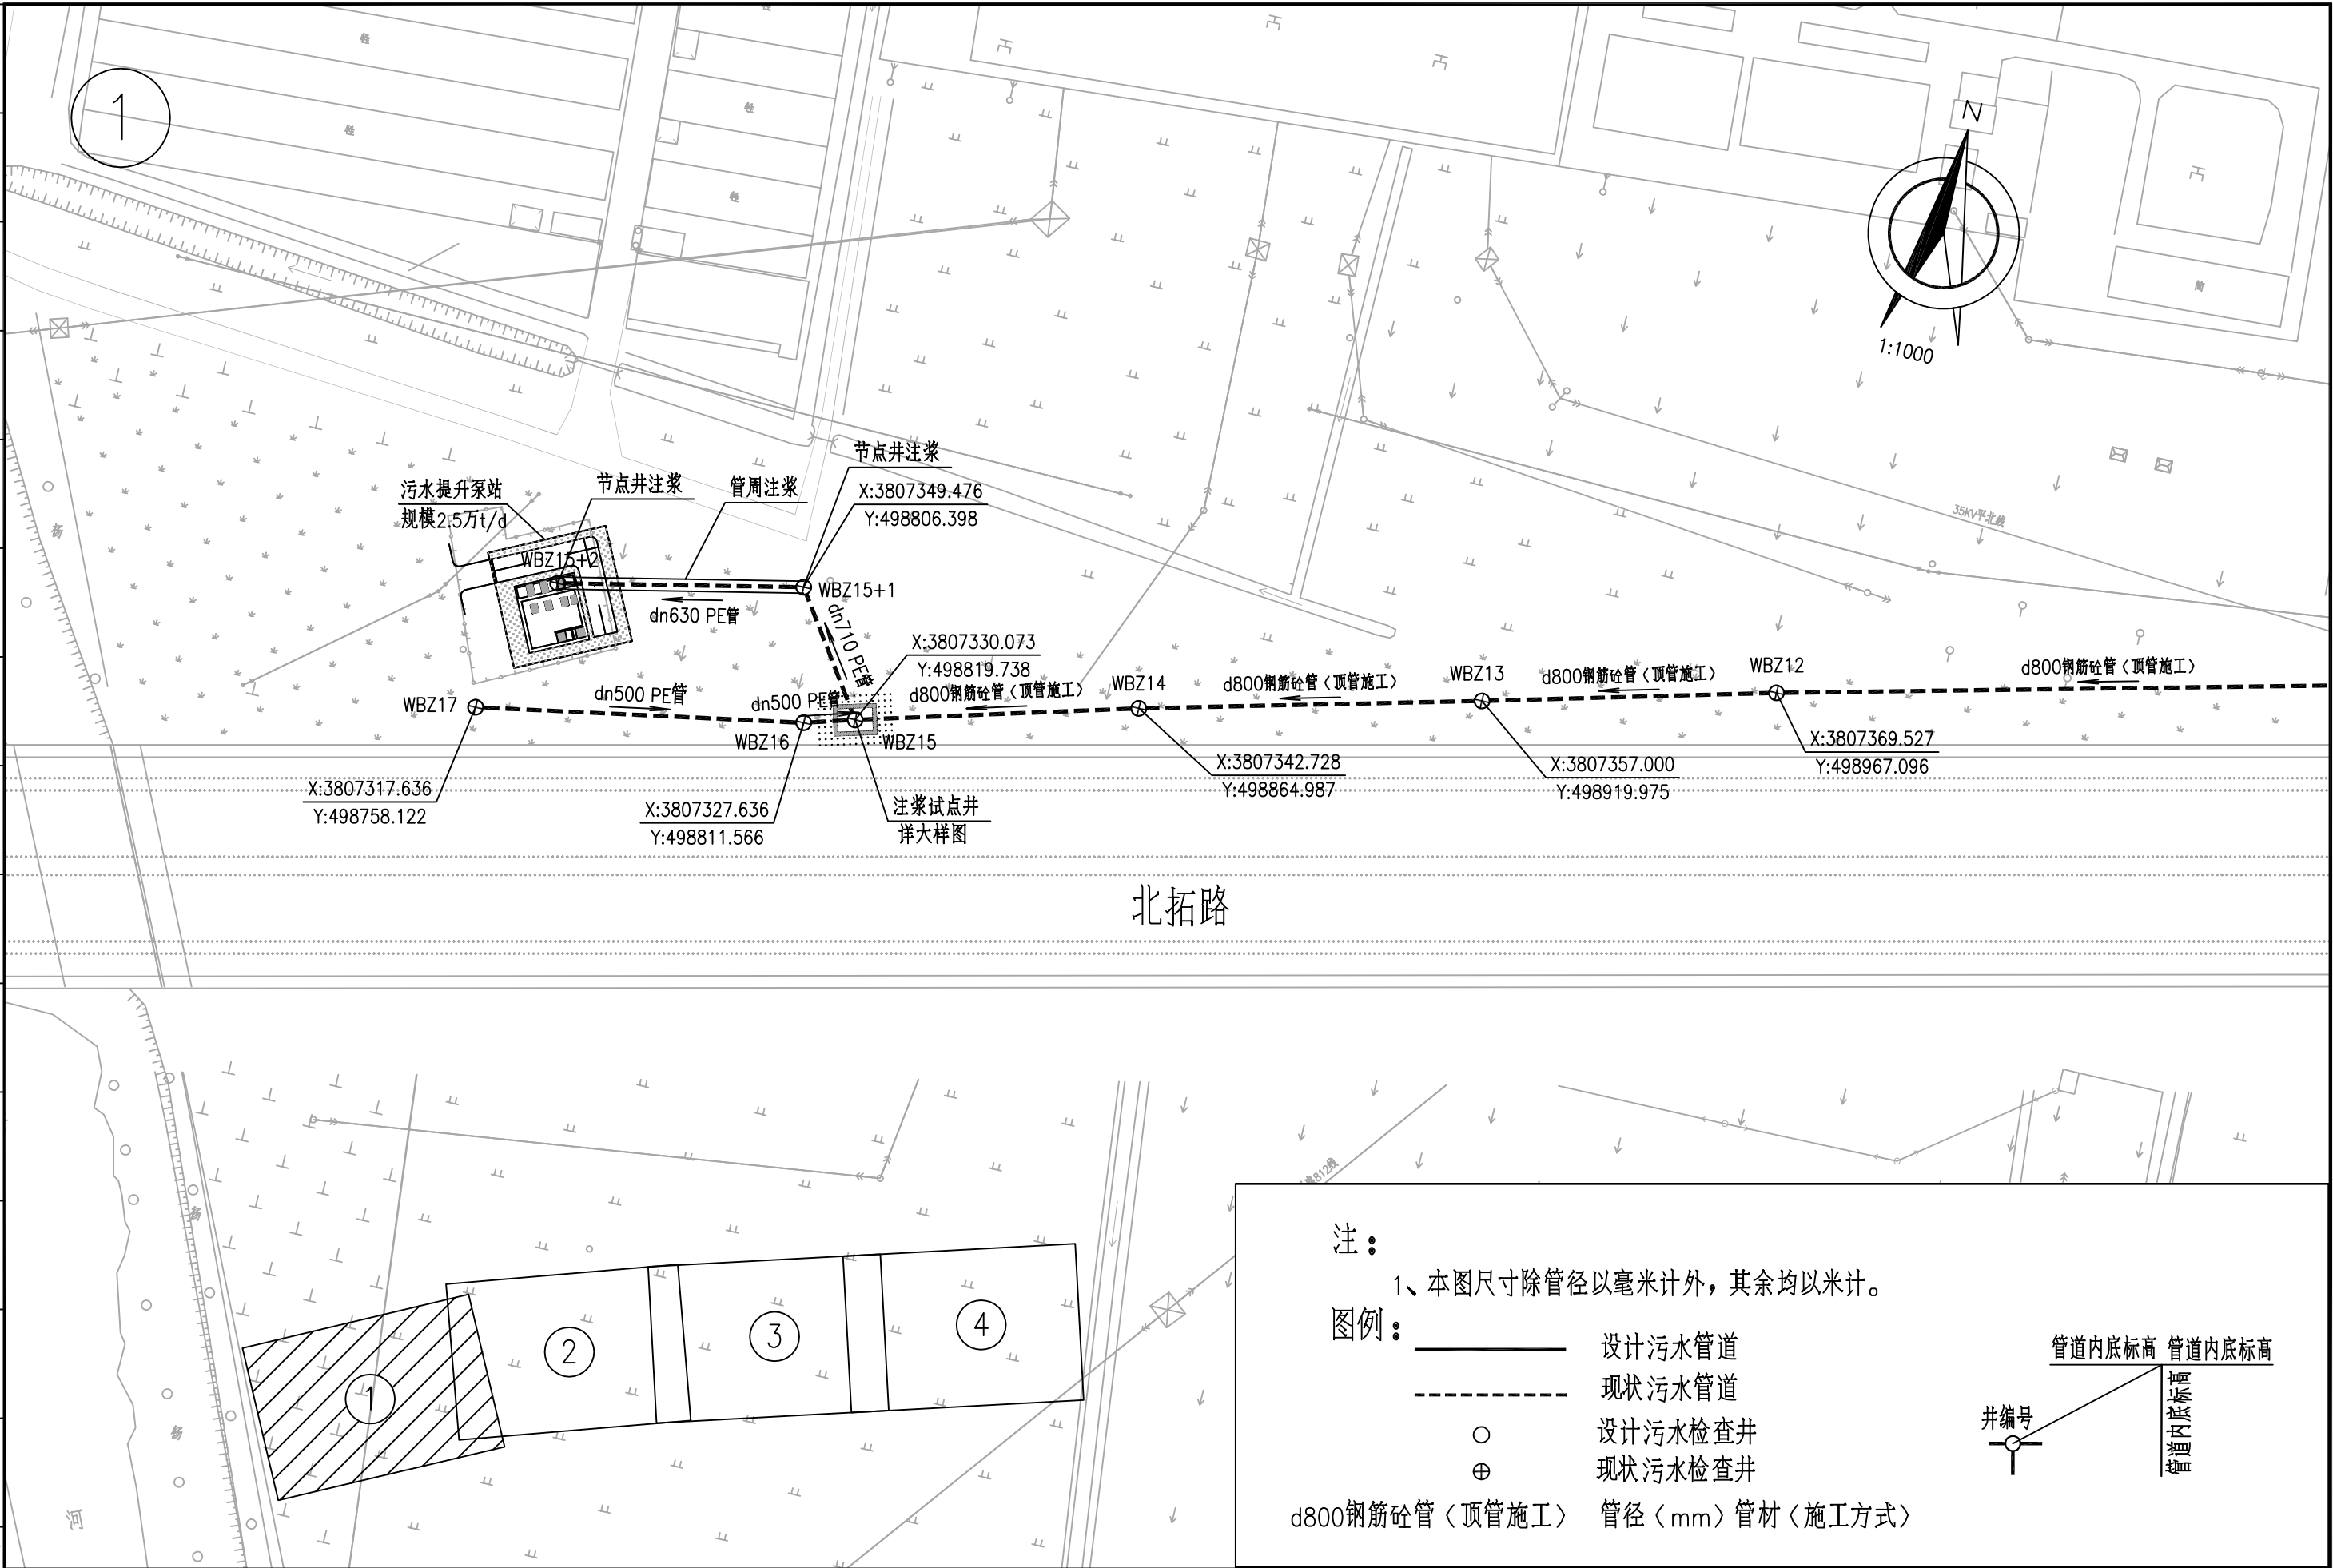 1
N
1:1000
35KV平北线
污水提升泵站
规模2.5万t/d
节点井注浆
管周注浆
节点井注浆
X:3807349.476
Y:498806.398
WBZ15+2
WBZ15+1
dn630 PE管
dn710 PE管
X:3807330.073
Y:498819.738
WBZ17
dn500 PE管
dn500 PE管
WBZ16
WBZ15
d800钢筋砼管（顶管施工）
WBZ14
d800钢筋砼管（顶管施工）
WBZ13
d800钢筋砼管（顶管施工）
WBZ12
d800钢筋砼管（顶管施工）
X:3807317.636
Y:498758.122
X:3807327.636
Y:498811.566
注浆试点井
详大样图
X:3807342.728
Y:498864.987
X:3807357.000
Y:498919.975
X:3807369.527
Y:498967.096
北拓路
杨
杨
杨
河
1
2
3
4
注：
1、本图尺寸除管径以毫米计外，其余均以米计。
图例：
设计污水管道
现状污水管道
设计污水检查井
现状污水检查井
d800钢筋砼管（顶管施工） 管径（mm）管材（施工方式）
管道内底标高 管道内底标高
管道内底标高
井编号